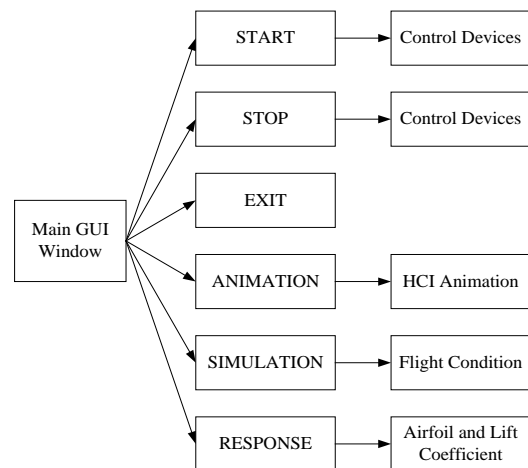 START
Control Devices
STOP
Control Devices
EXIT
Main GUI
Window
ANIMATION
HCI Animation
SIMULATION
Flight Condition
RESPONSE
Airfoil and Lift
Coefficient